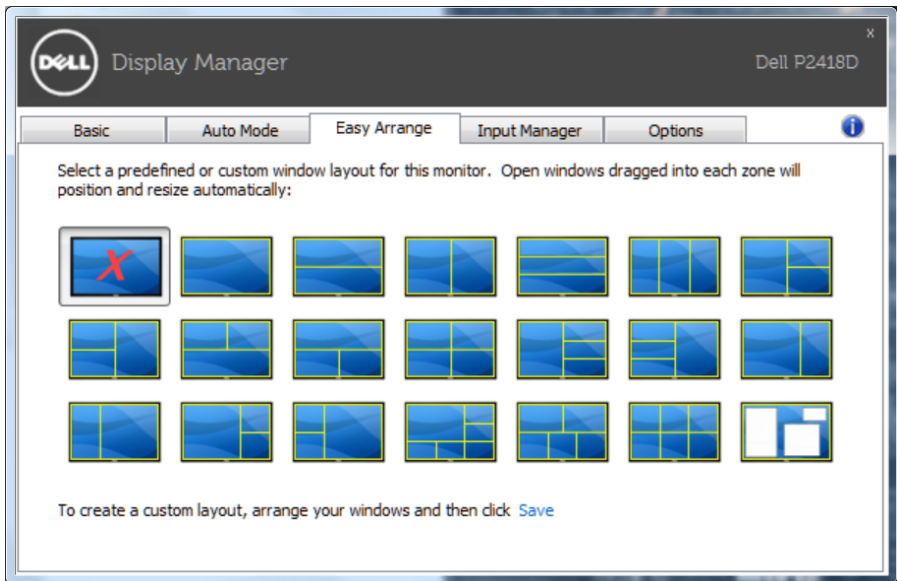 x
DELL Display Manager Dell P2418D
Basic Auto Mode Easy Arrange Input Manager Options i
Select a predefined or custom window layout for this monitor. Open windows dragged into each zone will
position and resize automatically:
X
To create a custom layout, arrange your windows and then click Save